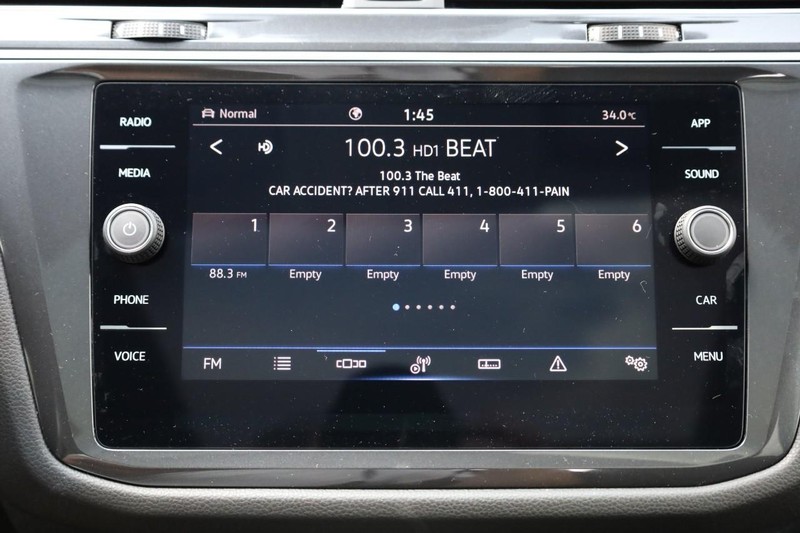 RADIO
MEDIA
PHONE
VOICE
Normal 1:45 34.0°C
100.3 HD1 BEAT
100.3 The Beat
CAR ACCIDENT? AFTER 911 CALL 411, 1-800-411-PAIN
1 2 3 4 5 6
88.3 FM Empty Empty Empty Empty Empty
FM
APP
SOUND
CAR
MENU